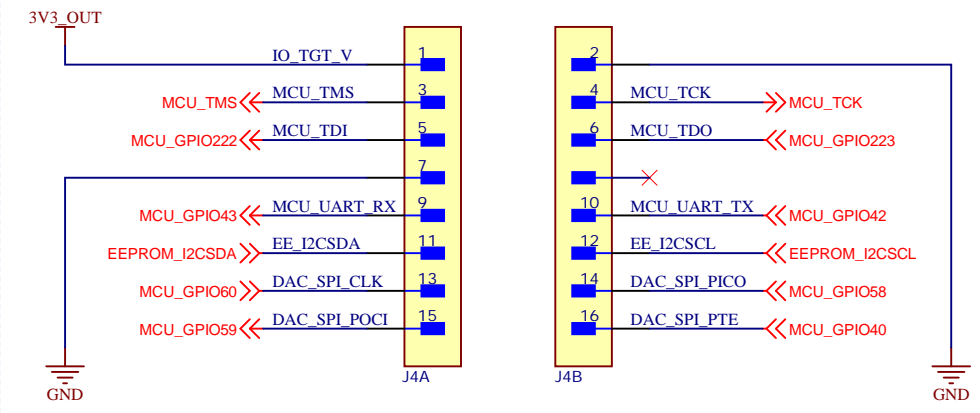 3V3_OUT
IO_TGT_V 1 2
MCU_TMS MCU_TMS 3 4 MCU_TCK MCU_TCK
MCU_GPIO222 MCU_TDI 5 6 MCU_TDO MCU_GPIO223
7
MCU_GPIO43 MCU_UART_RX 9 10 MCU_UART_TX MCU_GPIO42
EEPROM_I2CSDA EE_I2CSDA 11 12 EE_I2CSCL EEPROM_I2CSCL
MCU_GPIO60 DAC_SPI_CLK 13 14 DAC_SPI_PICO MCU_GPIO58
MCU_GPIO59 DAC_SPI_POCI 15 16 DAC_SPI_PTE MCU_GPIO40
J4A J4B
GND GND